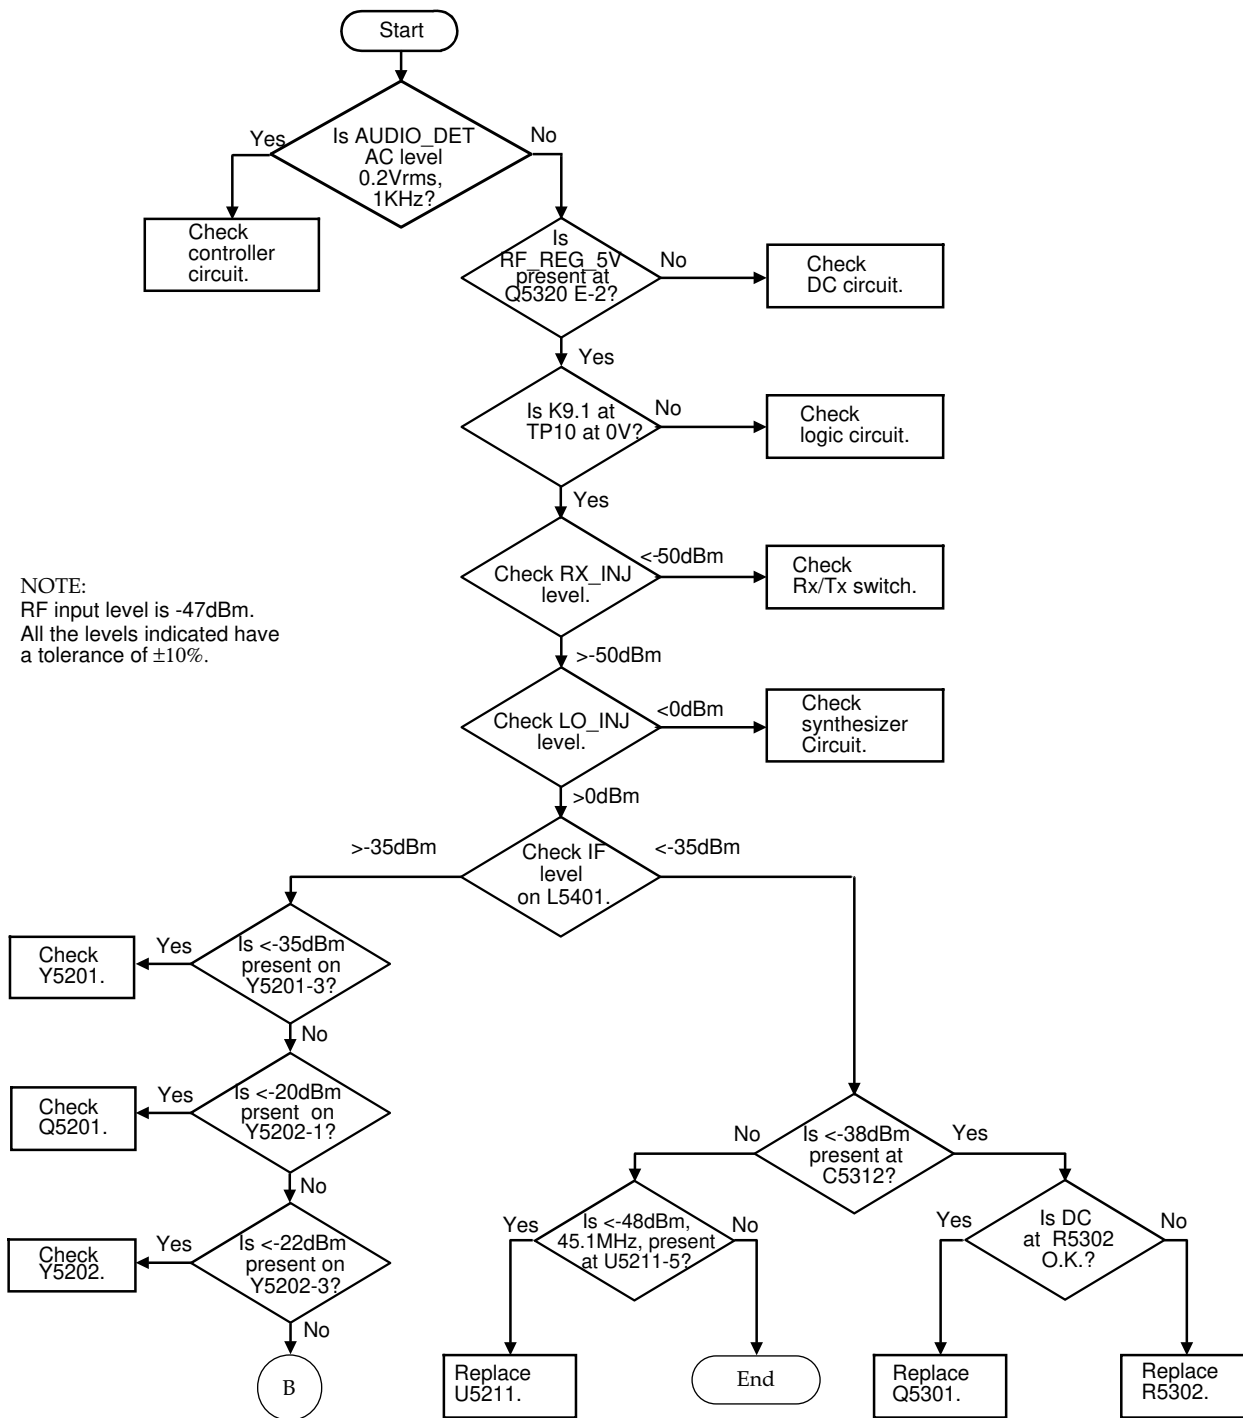 Start
Yes
No
Is AUDIO_DET
AC level
0.2Vrms,
1KHz?
Check
controller
circuit.
Is
RF_REG_5V
present at
Q5320 E-2?
No
Check
DC circuit.
Yes
Is K9.1 at
TP10 at 0V?
No
Check
logic circuit.
Yes
Check RX_INJ
level.
<-50dBm
Check
Rx/Tx switch.
NOTE:
RF input level is -47dBm.
All the levels indicated have
a tolerance of ±10%.
>-50dBm
Check LO_INJ
level.
<0dBm
Check
synthesizer
Circuit.
>0dBm
>-35dBm
Check IF
level
on L5401.
<-35dBm
Check
Y5201.
Yes
Is <-35dBm
present on
Y5201-3?
No
Check
Q5201.
Yes
Is <-20dBm
prsent on
Y5202-1?
No
No
Is <-38dBm
present at
C5312?
Yes
Check
Y5202.
Yes
Is <-22dBm
present on
Y5202-3?
No
Yes
Is <-48dBm,
45.1MHz, present
at U5211-5?
No
Yes
Is DC
at R5302
O.K.?
No
B
Replace
U5211.
End
Replace
Q5301.
Replace
R5302.